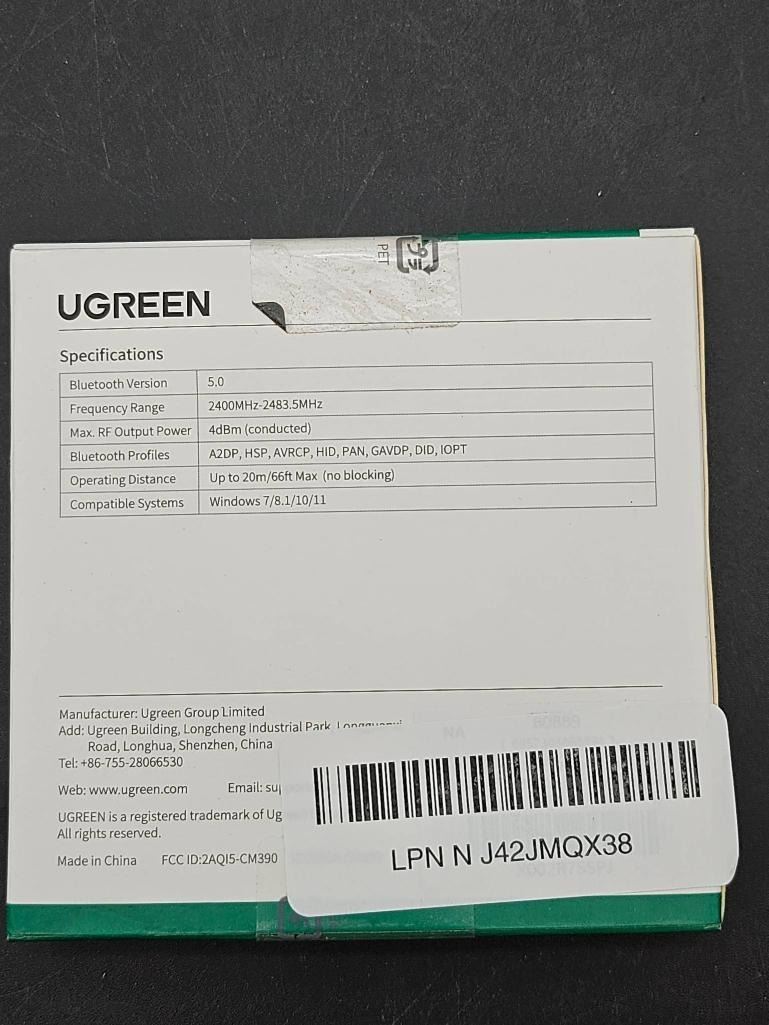 PET
プラ
UGREEN
Specifications
Bluetooth Version 5.0
Frequency Range 2400MHz-2483.5MHz
Max. RF Output Power 4dBm (conducted)
Bluetooth Profiles A2DP, HSP, AVRCP, HID, PAN, GAVDP, DID, IOPT
Operating Distance Up to 20m/66ft Max (no blocking)
Compatible Systems Windows 7/8.1/10/11
Manufacturer: Ugreen Group Limited
Add: Ugreen Building, Longcheng Industrial Park,
Road, Longhua, Shenzhen, China
Tel: +86-755-28066530
Web: www.ugreen.com Email:
UGREEN is a registered trademark of Ug
All rights reserved.
Made in China FCC ID:2AQI5-CM390
LPN N J42JMQX38